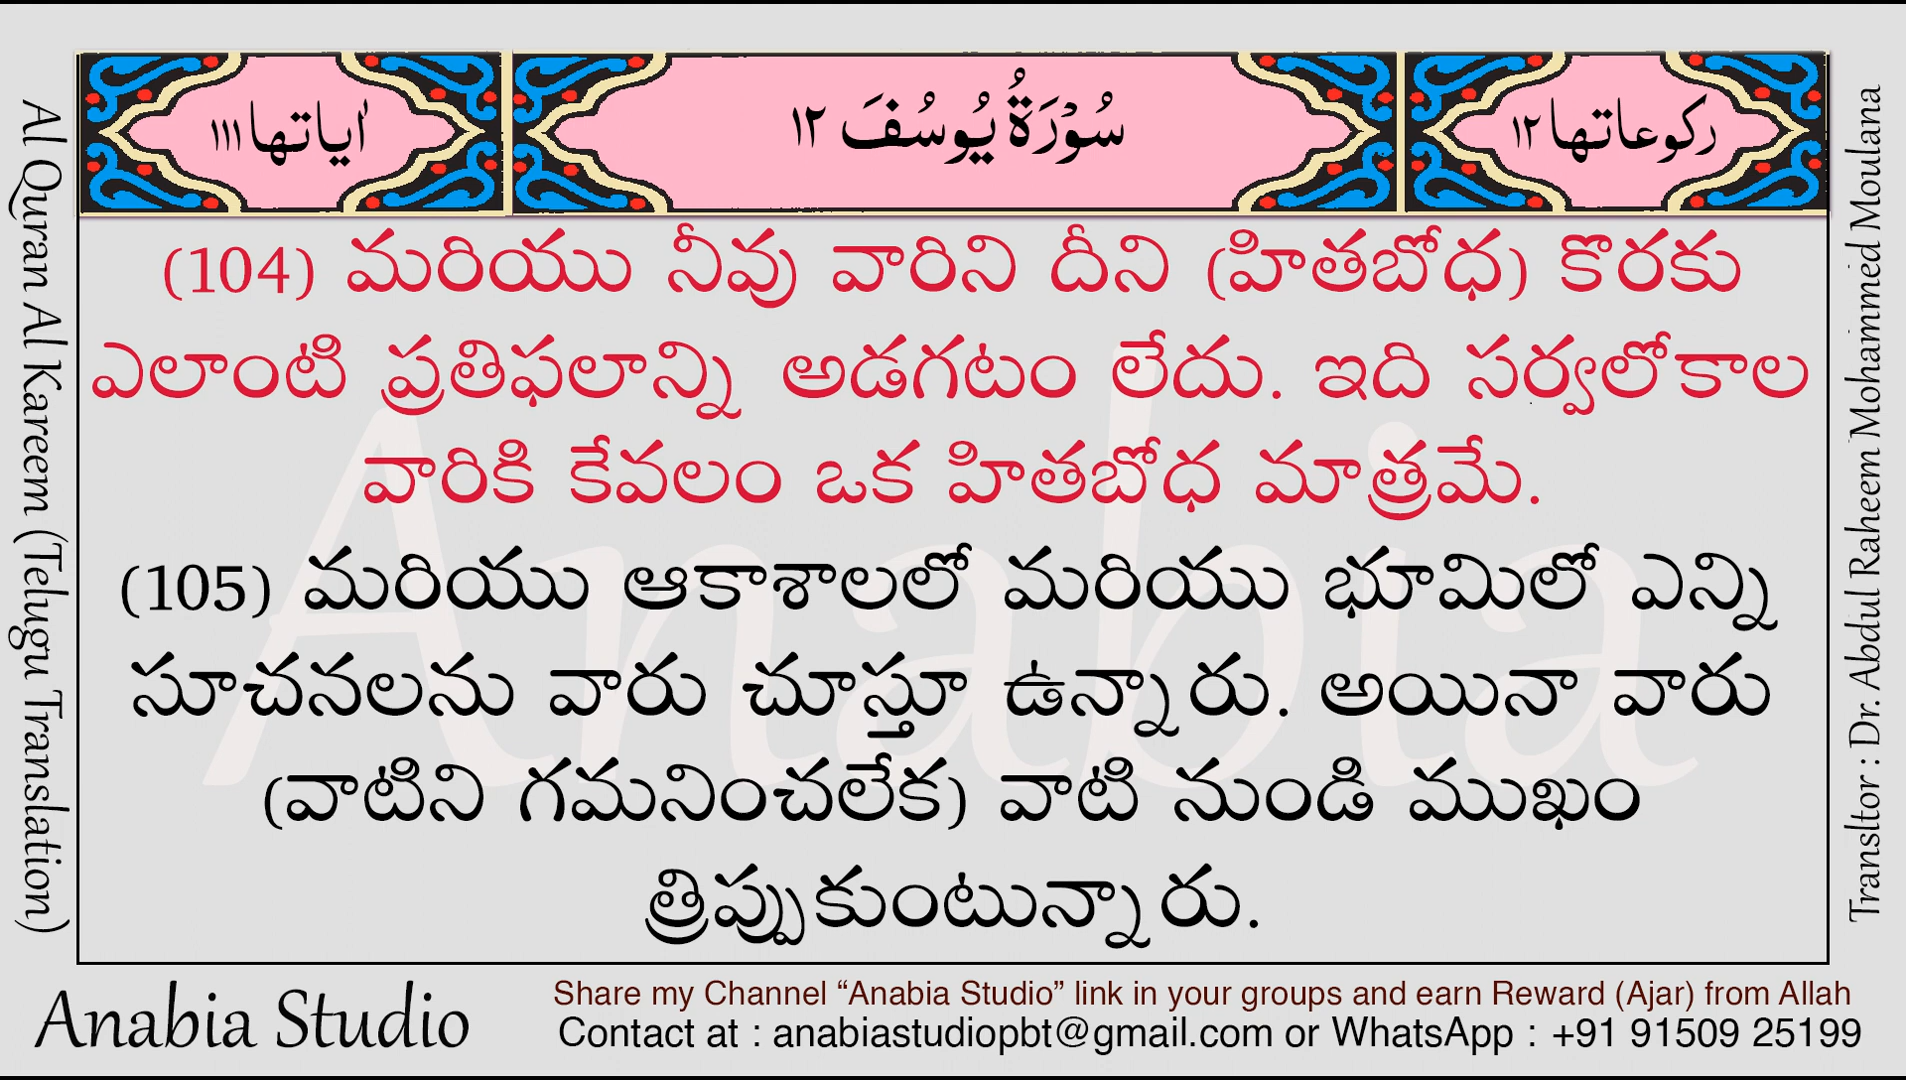 رکوعاتها ۱۲
سُوْرَةُ يُوسُفَ ۱۲
اٰیاتها ۱۱۱
(104) మరియు నీవు వారిని దీని (హితబోధ) కొరకు
ఎలాంటి ప్రతిఫలాన్ని అడగటం లేదు. ఇది సర్వలోకాల
వారికి కేవలం ఒక హితబోధ మాత్రమే.
(105) మరియు ఆకాశాలలో మరియు భూమిలో ఎన్ని
సూచనలను వారు చూస్తూ ఉన్నారు. అయినా వారు
(వాటిని గమనించలేక) వాటి నుండి ముఖం
త్రిప్పుకుంటున్నారు.
Anabia
Al Quran Al Kareem (Telugu Translation)
Transltor : Dr. Abdul Raheem Mohammed Moulana
Anabia Studio
Share my Channel “Anabia Studio” link in your groups and earn Reward (Ajar) from Allah
Contact at : anabiastudiopbt@gmail.com or WhatsApp : +91 91509 25199